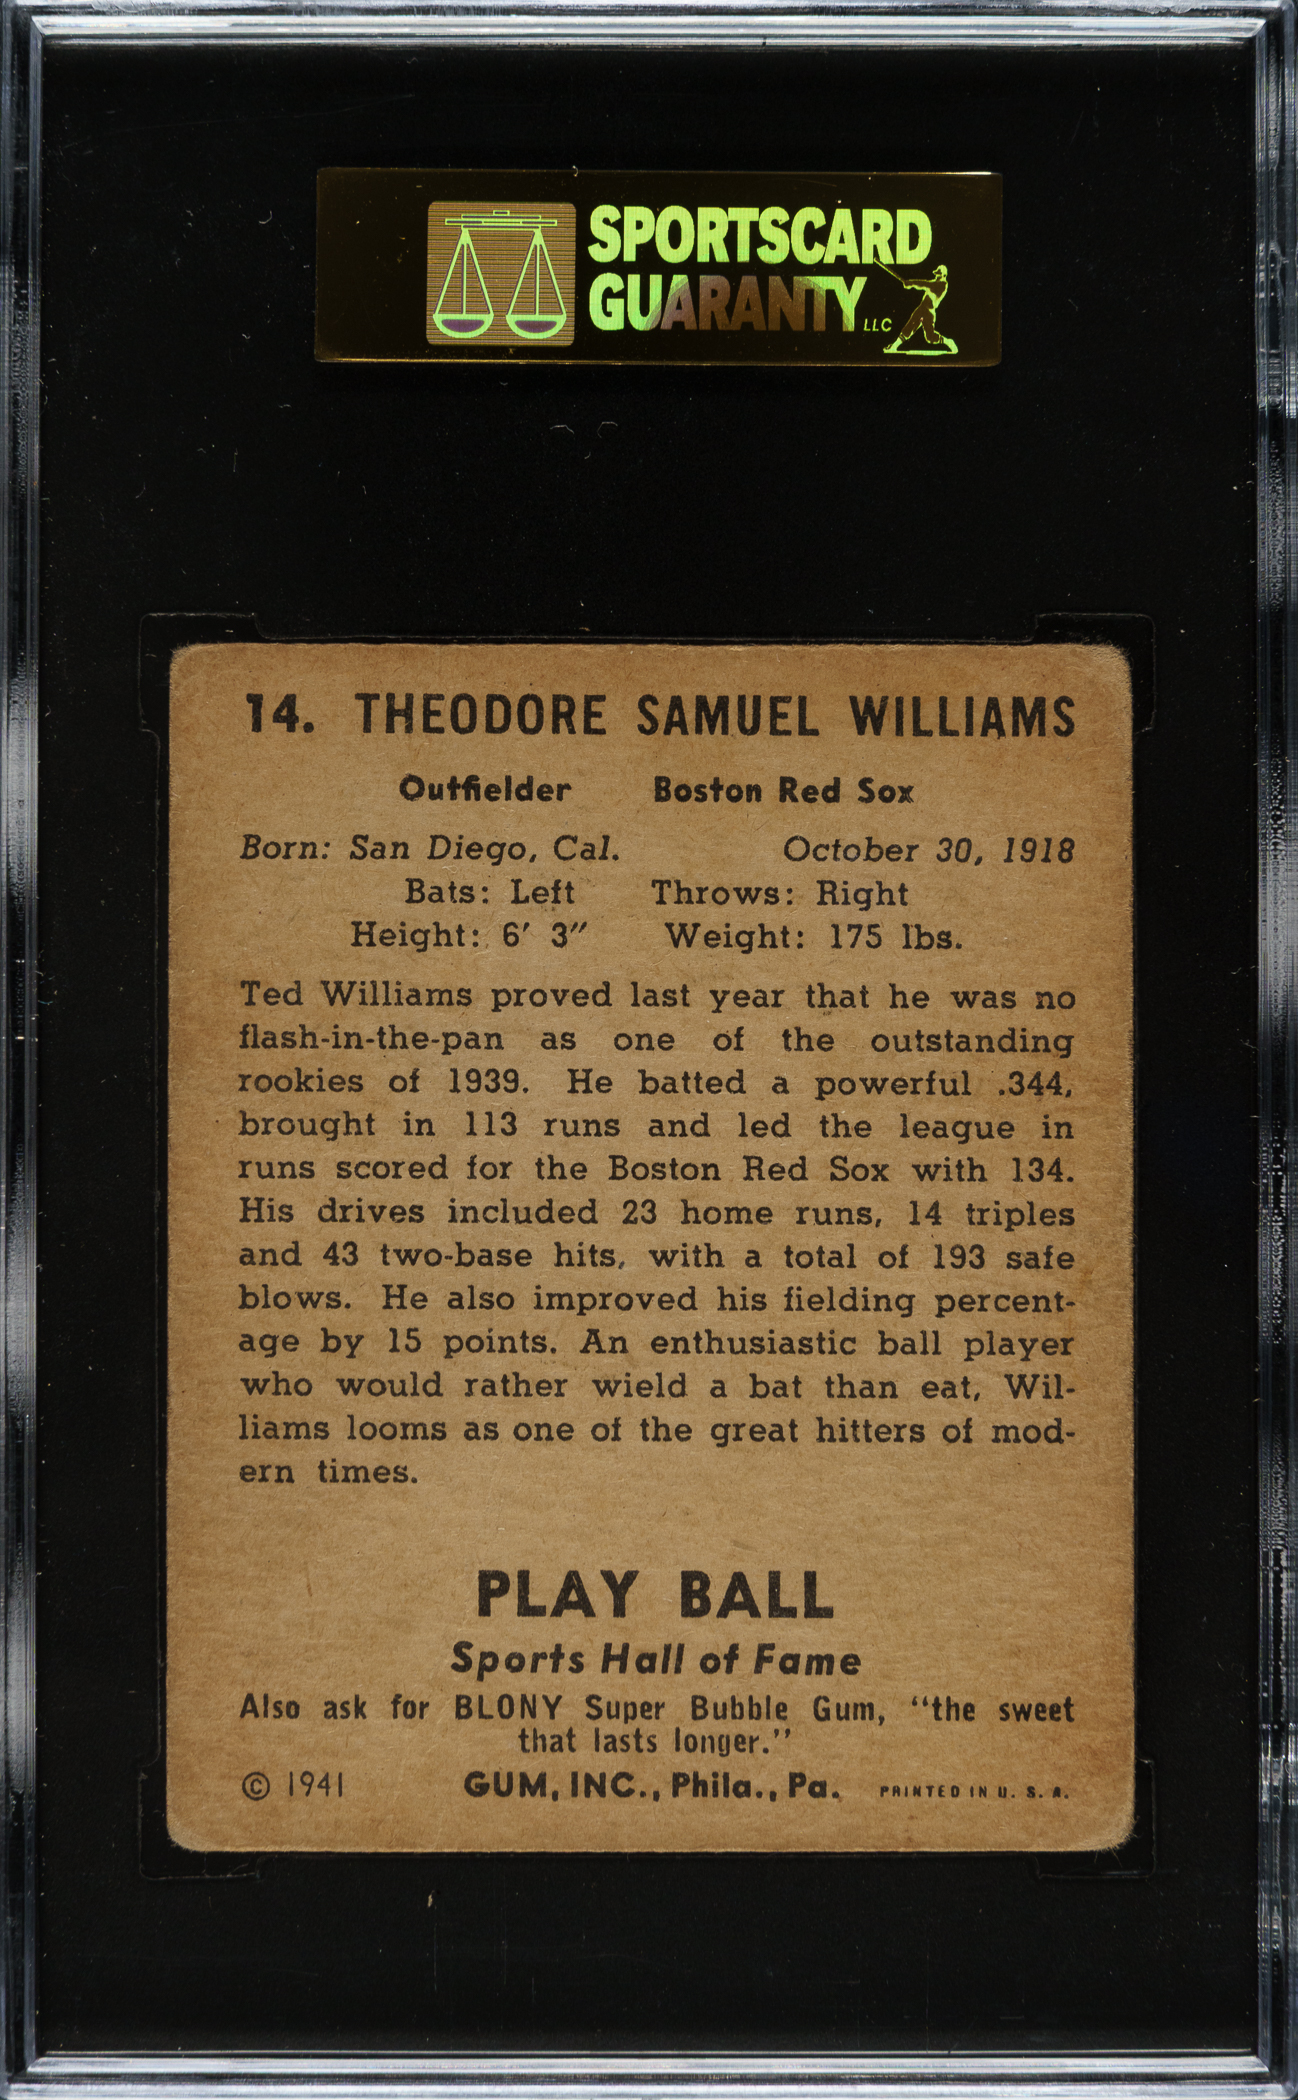 SPORTSCARD
GUARANTY LLC
14. THEODORE SAMUEL WILLIAMS
Outfielder Boston Red Sox
Born: San Diego, Cal. October 30, 1918
Bats: Left Throws: Right
Height: 6′ 3″ Weight: 175 lbs.
Ted Williams proved last year that he was no
flash-in-the-pan as one of the outstanding
rookies of 1939. He batted a powerful .344,
brought in 113 runs and led the league in
runs scored for the Boston Red Sox with 134.
His drives included 23 home runs, 14 triples
and 43 two-base hits, with a total of 193 safe
blows. He also improved his fielding percent-
age by 15 points. An enthusiastic ball player
who would rather wield a bat than eat, Wil-
liams looms as one of the great hitters of mod-
ern times.
PLAY BALL
Sports Hall of Fame
Also ask for BLONY Super Bubble Gum, “the sweet
that lasts longer.”
© 1941 GUM, INC., Phila., Pa. PRINTED IN U. S. A.